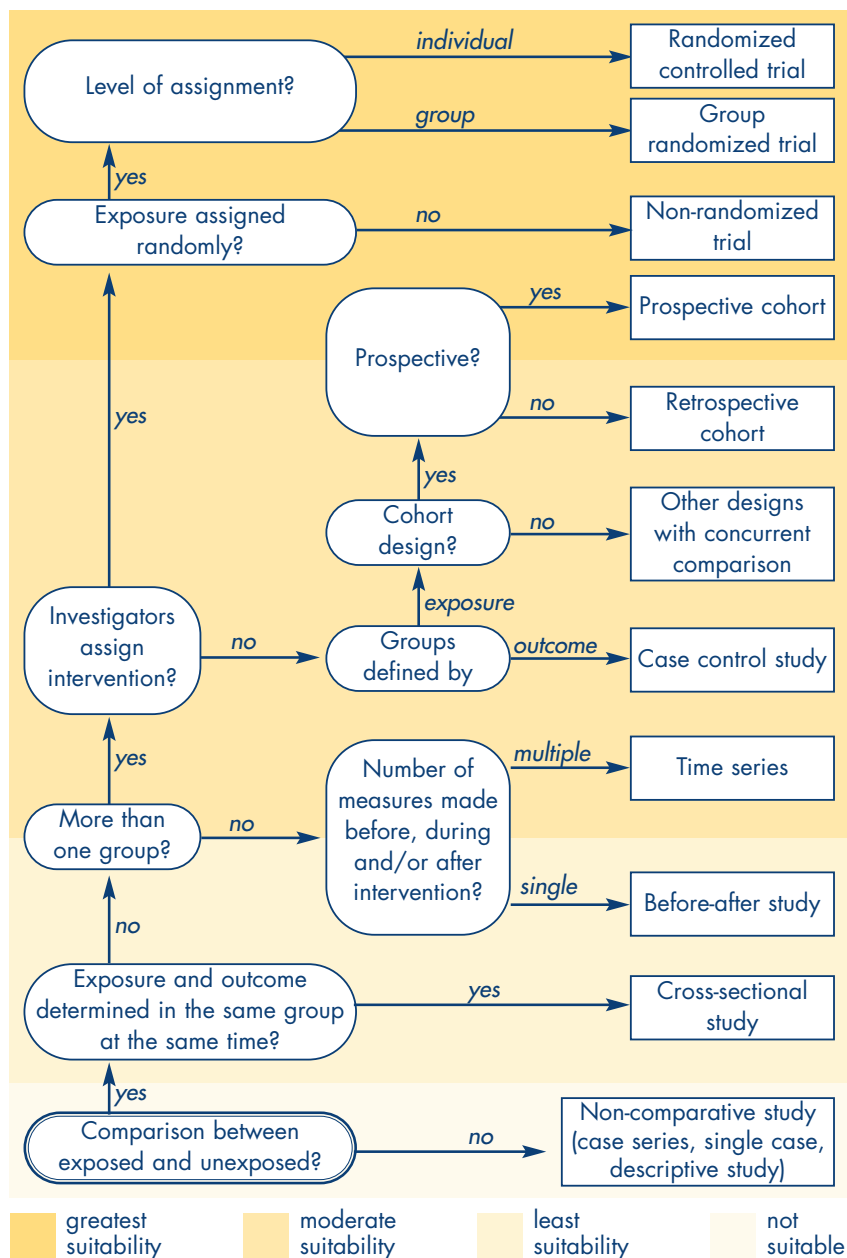 individual
Randomized
controlled trial
Level of assignment?
group
Group
randomized trial
yes
Exposure assigned
randomly?
no
Non-randomized
trial
yes
Prospective cohort
Prospective?
yes
no
Retrospective
cohort
yes
Cohort
design?
no
Other designs
with concurrent
comparison
exposure
Investigators
assign
intervention?
no
Groups
defined by
outcome
Case control study
yes
Number of
measures made
before, during
and/or after
intervention?
multiple
Time series
More than
one group?
no
single
Before-after study
no
Exposure and outcome
determined in the same group
at the same time?
yes
Cross-sectional
study
yes
Comparison between
exposed and unexposed?
no
Non-comparative study
(case series, single case,
descriptive study)
greatest
suitability
moderate
suitability
least
suitability
not
suitable